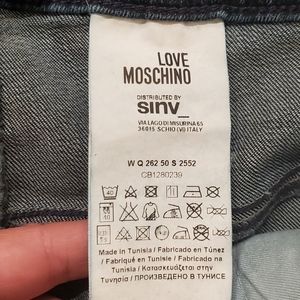 LOVE
MOSCHINO
DISTRIBUTED BY
sinv_
VIA LAGO DI MISURINA 65
36015 SCHIO (VI) ITALY
W Q 262 50 S 2552
CB1280239
Made in Tunisia / Fabricado en Túnez
/ Fabriqué en Tunisie / Fabricado na
Tunísia / Κατασκευάζεται στην
Τυνησία / ПРОИЗВЕДЕНО В ТУНИСЕ